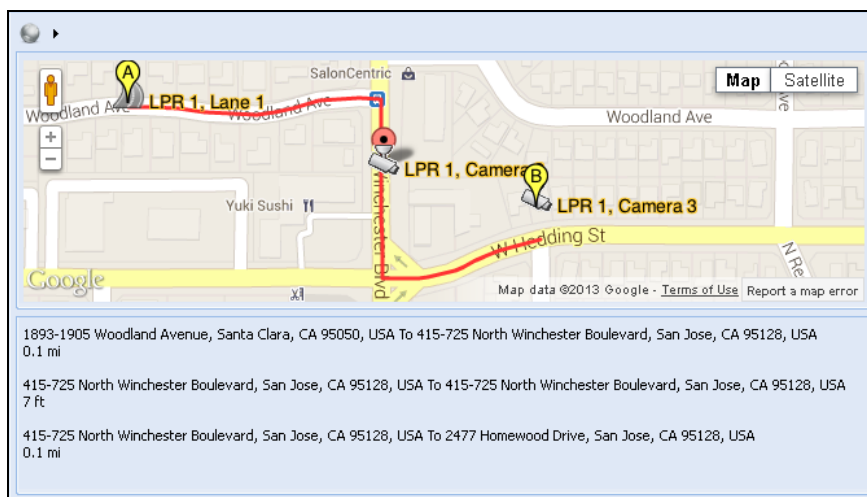 SalonCentric
Map
Satellite
A
LPR 1, Lane 1
Woodland Ave
Woodland Ave
Woodland Ave
LPR 1, Camera
B
LPR 1, Camera 3
Yuki Sushi
Winchester Blvd
W Hedding St
N Re
Google
Map data ©2013 Google - Terms of Use
Report a map error
1893-1905 Woodland Avenue, Santa Clara, CA 95050, USA To 415-725 North Winchester Boulevard, San Jose, CA 95128, USA
0.1 mi
415-725 North Winchester Boulevard, San Jose, CA 95128, USA To 415-725 North Winchester Boulevard, San Jose, CA 95128, USA
7 ft
415-725 North Winchester Boulevard, San Jose, CA 95128, USA To 2477 Homewood Drive, San Jose, CA 95128, USA
0.1 mi